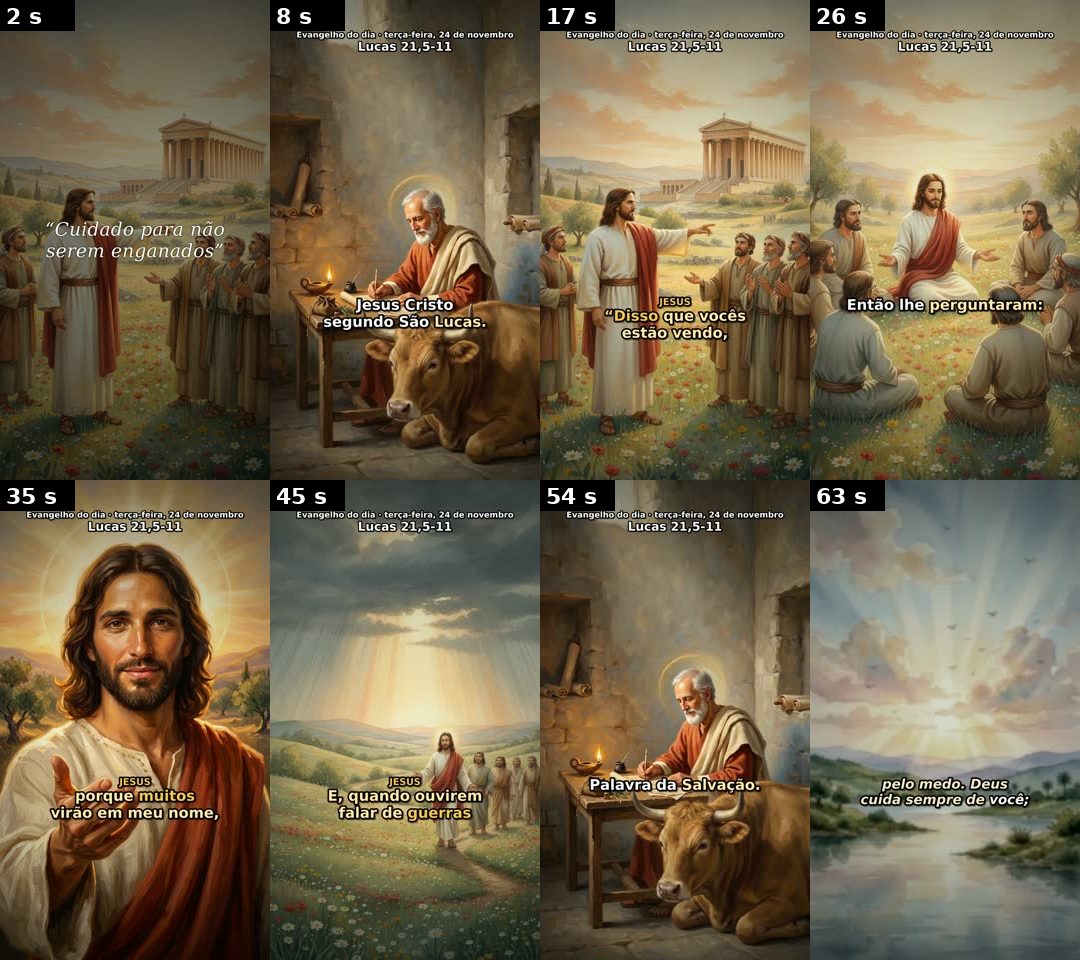 2 s
“Cuidado para não
serem enganados”
8 s
Evangelho do dia · terça-feira, 24 de novembro
Lucas 21,5-11
Jesus Cristo
segundo São Lucas.
17 s
Evangelho do dia · terça-feira, 24 de novembro
Lucas 21,5-11
JESUS
“Disso que vocês
estão vendo,
26 s
Evangelho do dia · terça-feira, 24 de novembro
Lucas 21,5-11
Então lhe perguntaram:
35 s
Evangelho do dia · terça-feira, 24 de novembro
Lucas 21,5-11
JESUS
porque muitos
virão em meu nome,
45 s
Evangelho do dia · terça-feira, 24 de novembro
Lucas 21,5-11
JESUS
E, quando ouvirem
falar de guerras
54 s
Evangelho do dia · terça-feira, 24 de novembro
Lucas 21,5-11
Palavra da Salvação.
63 s
pelo medo. Deus
cuida sempre de você;